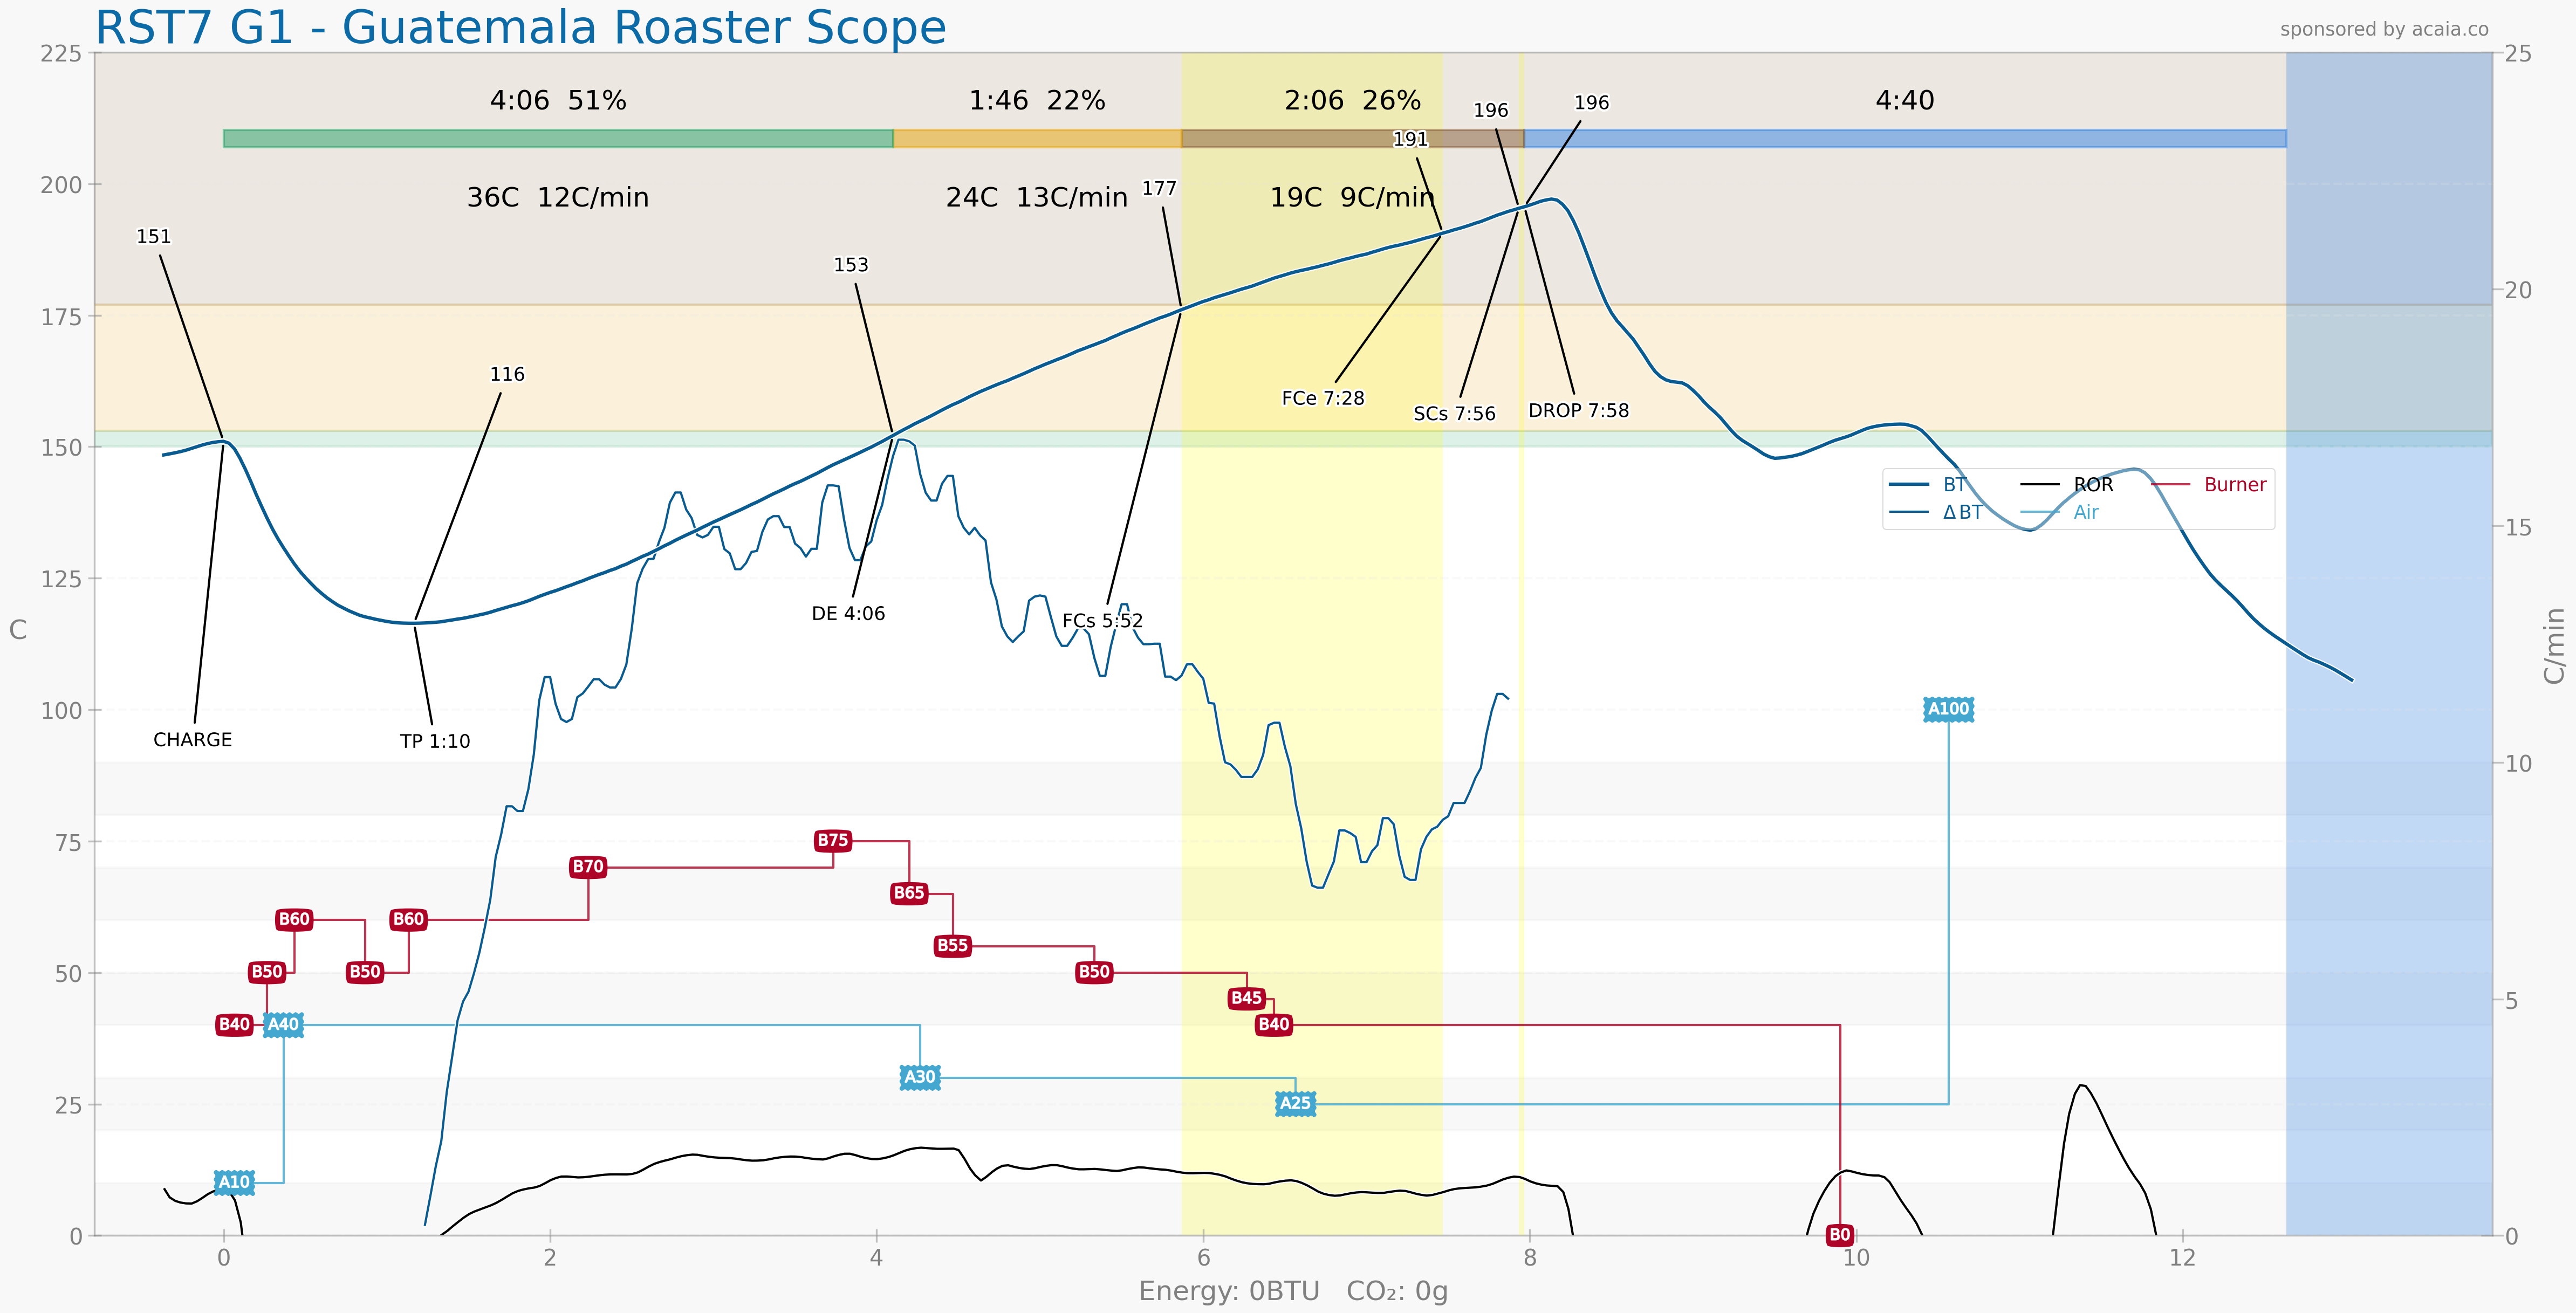 RST7 G1 - Guatemala Roaster Scope
sponsored by acaia.co
225
200
175
150
125
100
75
50
25
0
C
25
20
15
10
5
0
C/min
4:06 51%
1:46 22%
2:06 26%
4:40
36C 12C/min
24C 13C/min
19C 9C/min
151
116
153
177
191
196
196
CHARGE
TP 1:10
DE 4:06
FCs 5:52
FCe 7:28
SCs 7:56
DROP 7:58
BT
ROR
Burner
Δ BT
Air
A100
B75
B70
B65
B60
B60
B55
B50
B50
B50
B45
B40
B40
A40
A30
A25
A10
B0
0
2
4
6
8
10
12
Energy: 0BTU CO₂: 0g